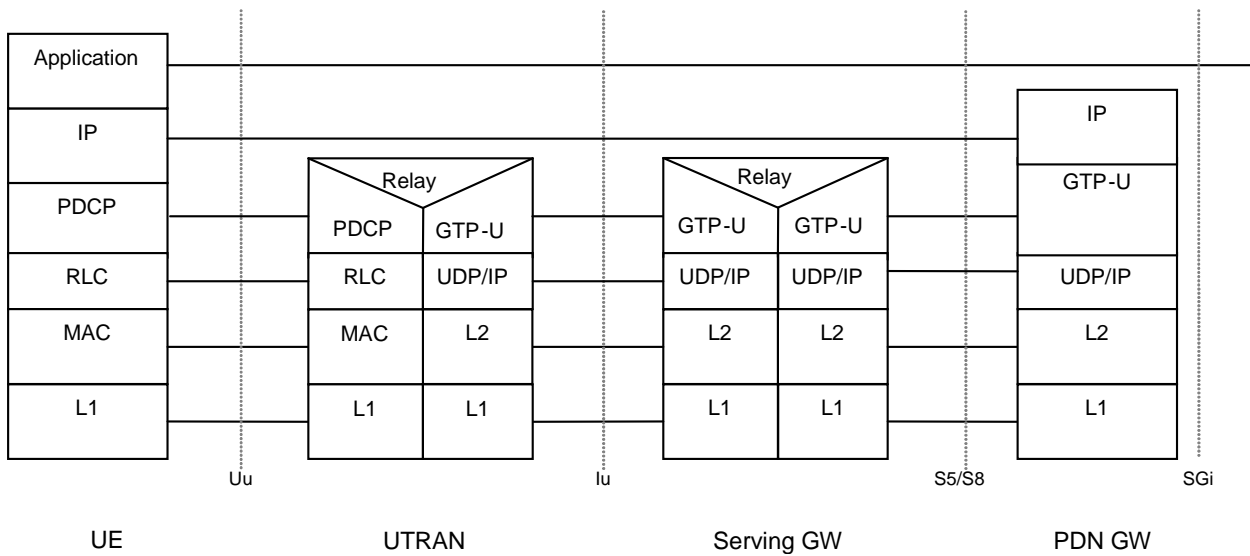 Application
IP
PDCP
RLC
MAC
L1
Relay
PDCP
GTP-U
RLC
UDP/IP
MAC
L2
L1
L1
Relay
GTP-U
GTP-U
UDP/IP
UDP/IP
L2
L2
L1
L1
IP
GTP-U
UDP/IP
L2
L1
Uu
Iu
S5/S8
SGi
UE
UTRAN
Serving GW
PDN GW